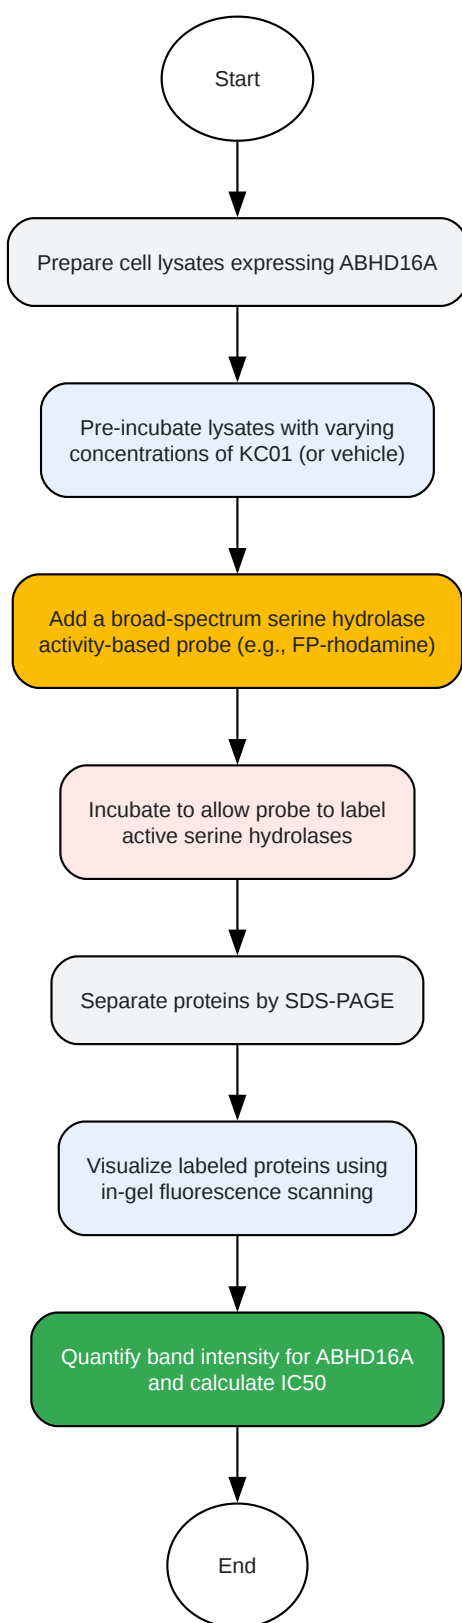 Start
Prepare cell lysates expressing ABHD16A
Pre-incubate lysates with varying
concentrations of KC01 (or vehicle)
Add a broad-spectrum serine hydrolase
activity-based probe (e.g., FP-rhodamine)
Incubate to allow probe to label
active serine hydrolases
Separate proteins by SDS-PAGE
Visualize labeled proteins using
in-gel fluorescence scanning
Quantify band intensity for ABHD16A
and calculate IC50
End